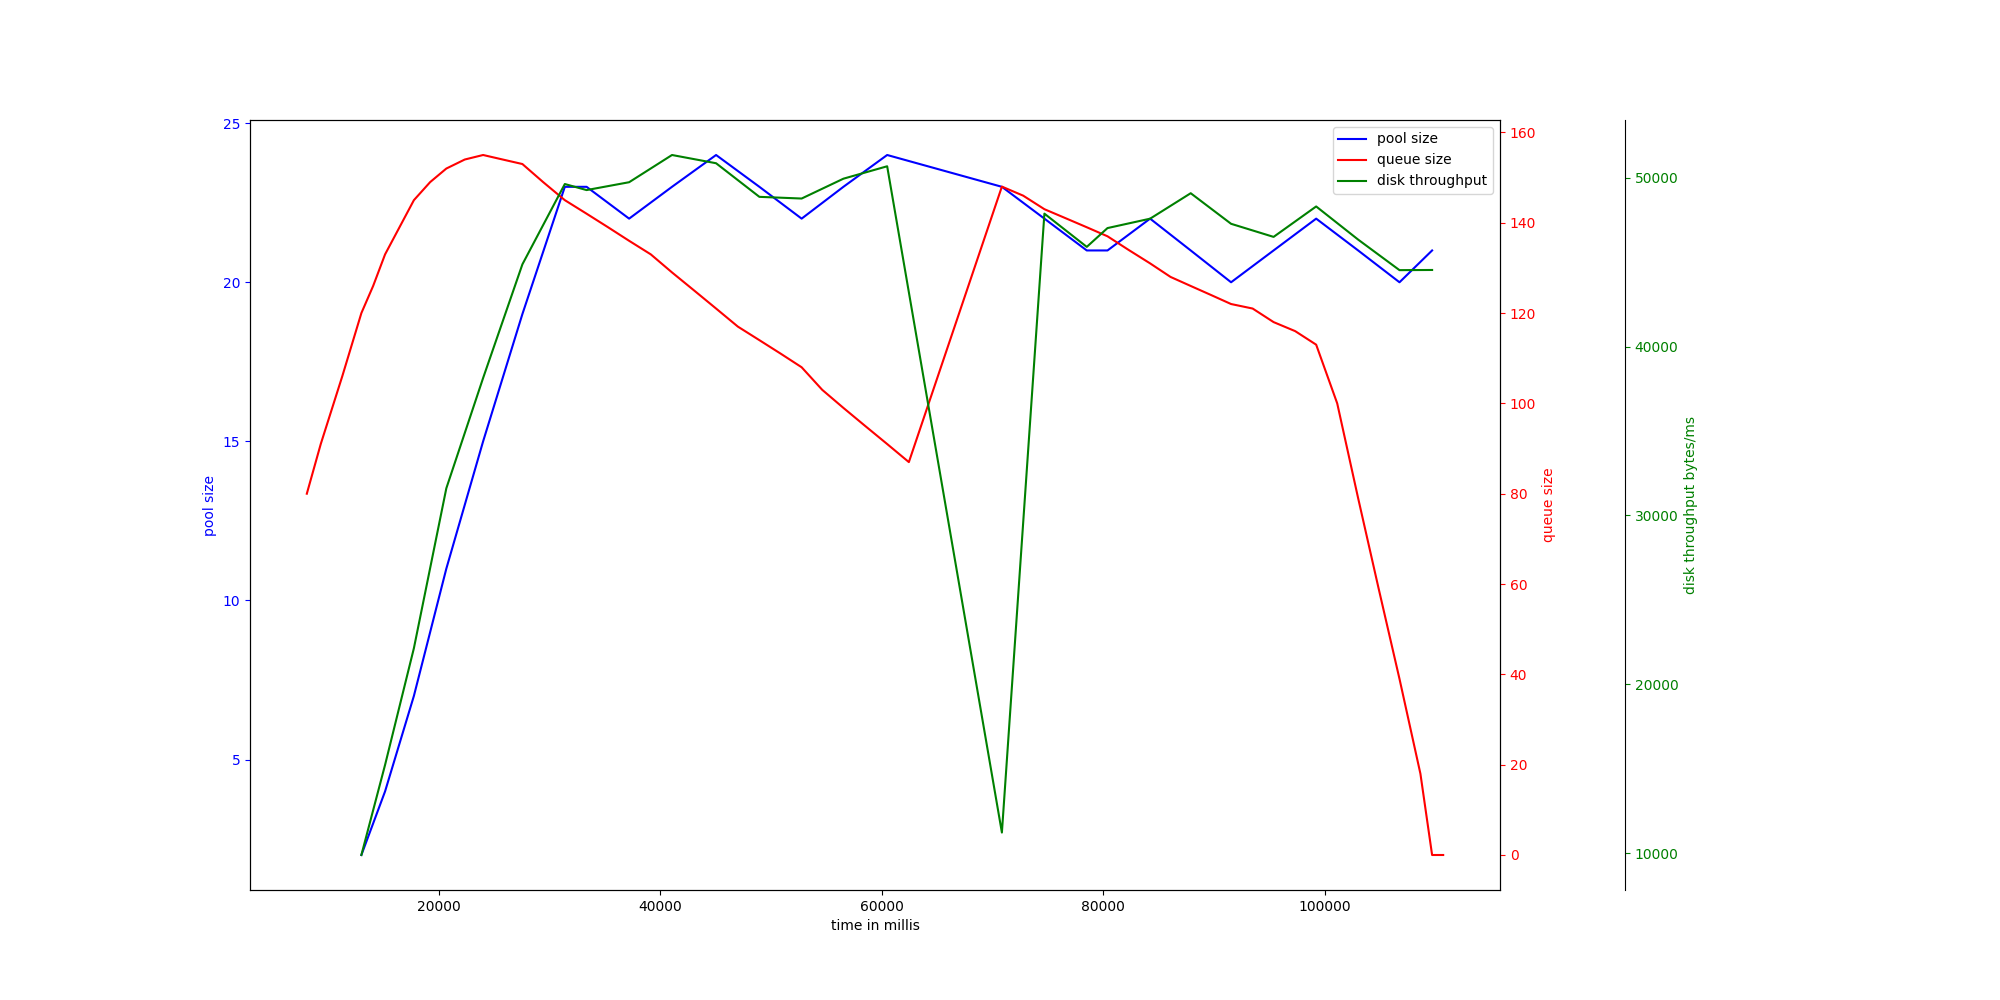 pool size
queue size
disk throughput
25
20
15
10
5
pool size
160
140
120
100
80
60
40
20
0
queue size
50000
40000
30000
20000
10000
disk throughput bytes/ms
20000 40000 60000 80000 100000
time in millis